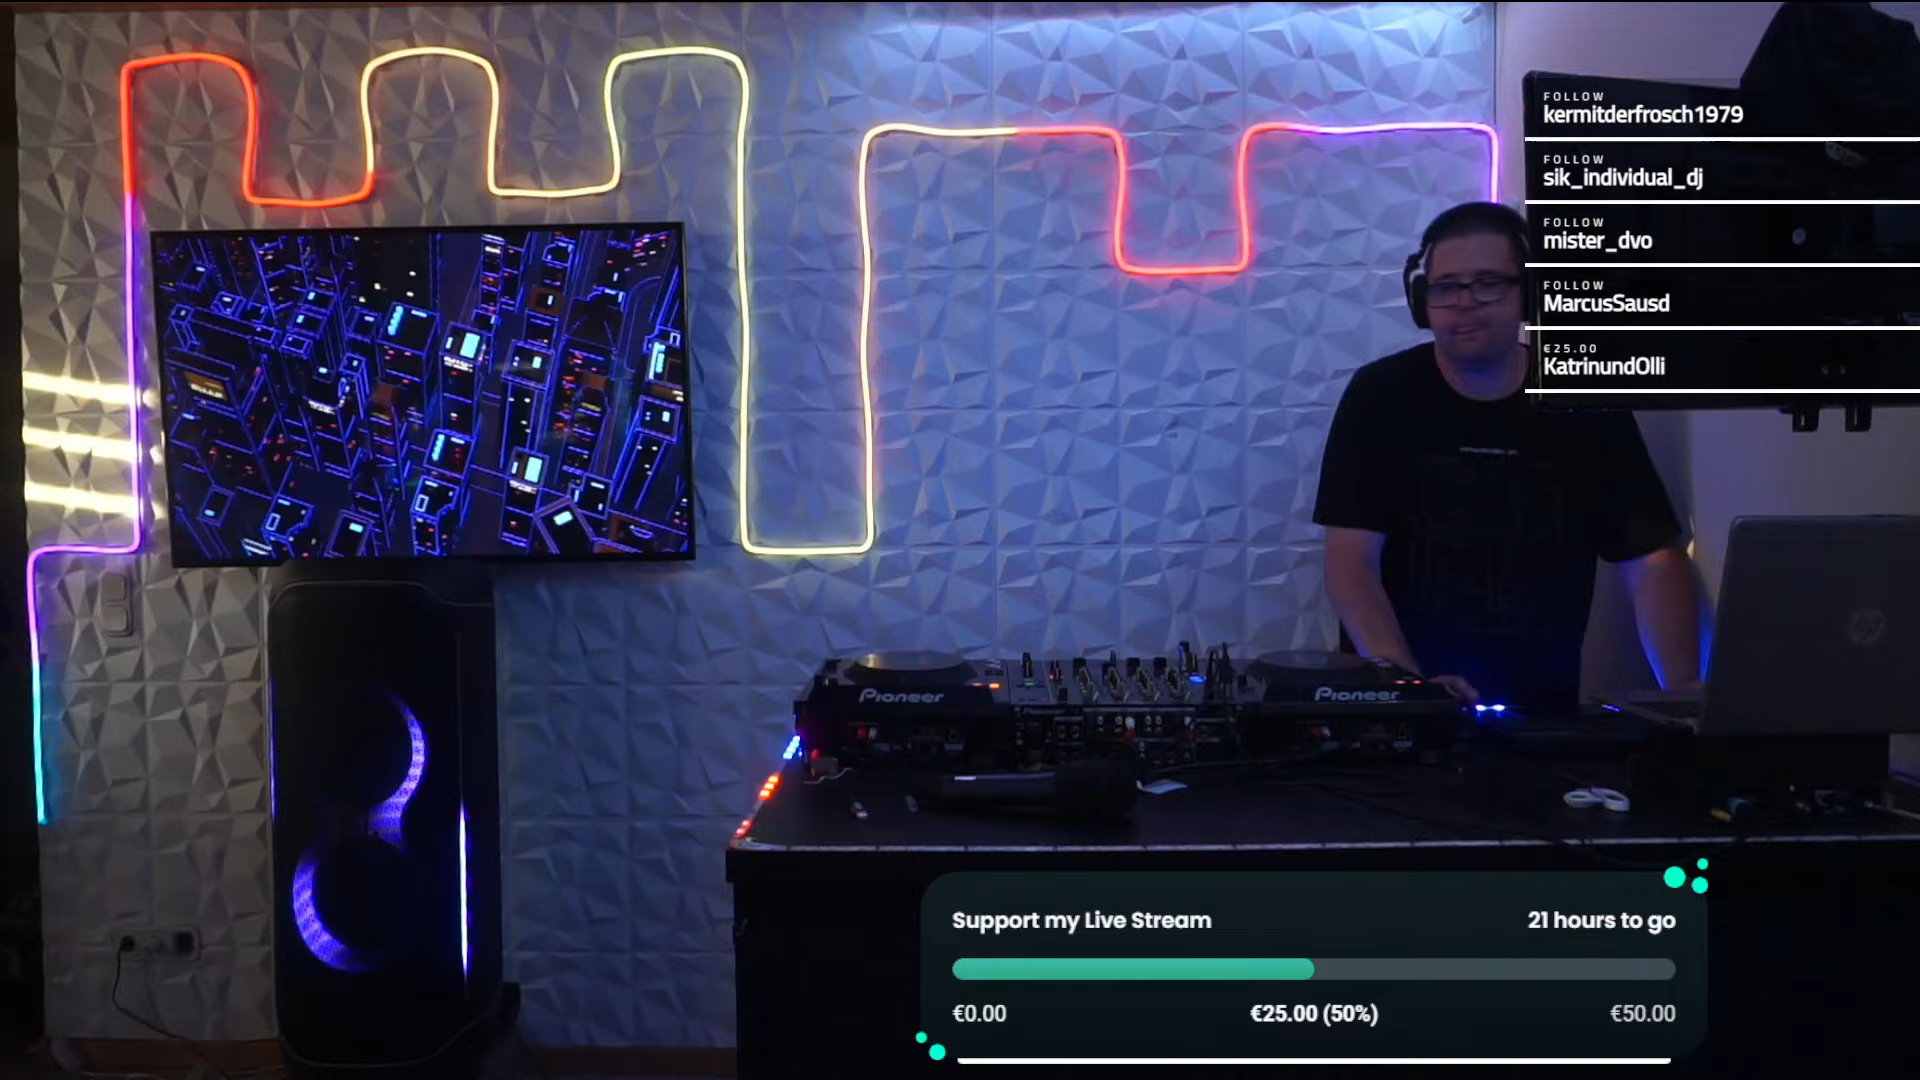 FOLLOW
kermitderfrosch1979
FOLLOW
sik_individual_dj
FOLLOW
mister_dvo
FOLLOW
MarcusSausd
€25.00
KatrinundOlli
Pioneer
Pioneer
hp
Support my Live Stream
21 hours to go
€0.00
€25.00 (50%)
€50.00